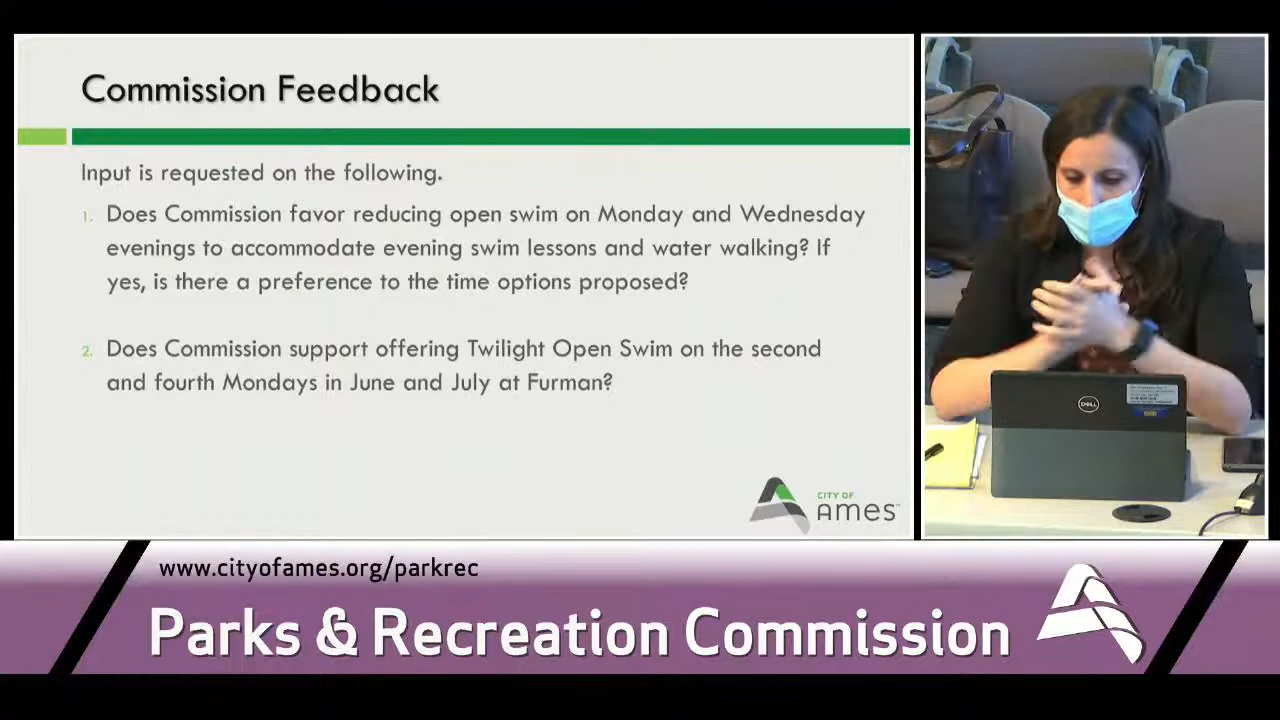 Commission Feedback
Input is requested on the following.
1. Does Commission favor reducing open swim on Monday and Wednesday
evenings to accommodate evening swim lessons and water walking? If
yes, is there a preference to the time options proposed?
2. Does Commission support offering Twilight Open Swim on the second
and fourth Mondays in June and July at Furman?
CITY OF
Ames™
DELL
www.cityofames.org/parkrec
Parks & Recreation Commission